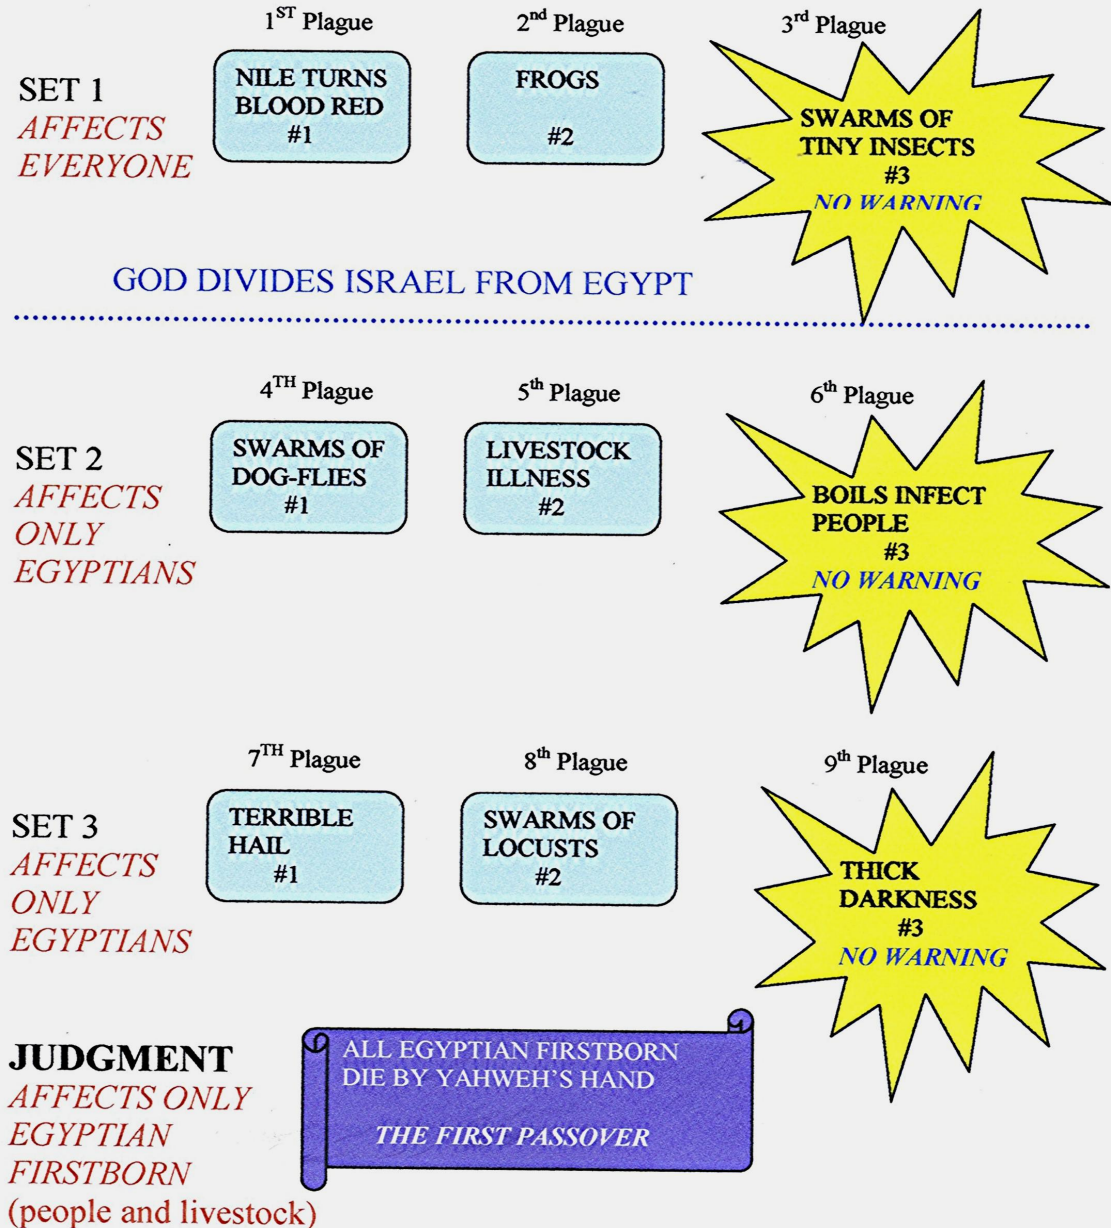 1ST Plague
2nd Plague
3rd Plague
SET 1
AFFECTS
EVERYONE
NILE TURNS
BLOOD RED
#1
FROGS
#2
SWARMS OF
TINY INSECTS
#3
NO WARNING
GOD DIVIDES ISRAEL FROM EGYPT
4TH Plague
5th Plague
6th Plague
SET 2
AFFECTS
ONLY
EGYPTIANS
SWARMS OF
DOG-FLIES
#1
LIVESTOCK
ILLNESS
#2
BOILS INFECT
PEOPLE
#3
NO WARNING
7TH Plague
8th Plague
9th Plague
SET 3
AFFECTS
ONLY
EGYPTIANS
TERRIBLE
HAIL
#1
SWARMS OF
LOCUSTS
#2
THICK
DARKNESS
#3
NO WARNING
JUDGMENT
AFFECTS ONLY
EGYPTIAN
FIRSTBORN
(people and livestock)
ALL EGYPTIAN FIRSTBORN
DIE BY YAHWEH'S HAND
THE FIRST PASSOVER